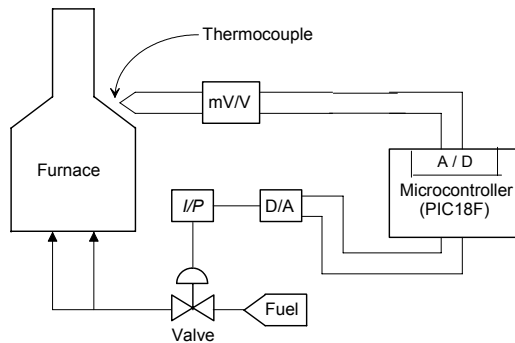 Thermocouple
mV/V
A / D
Furnace
Microcontroller
(PIC18F)
I/P
D/A
Fuel
Valve